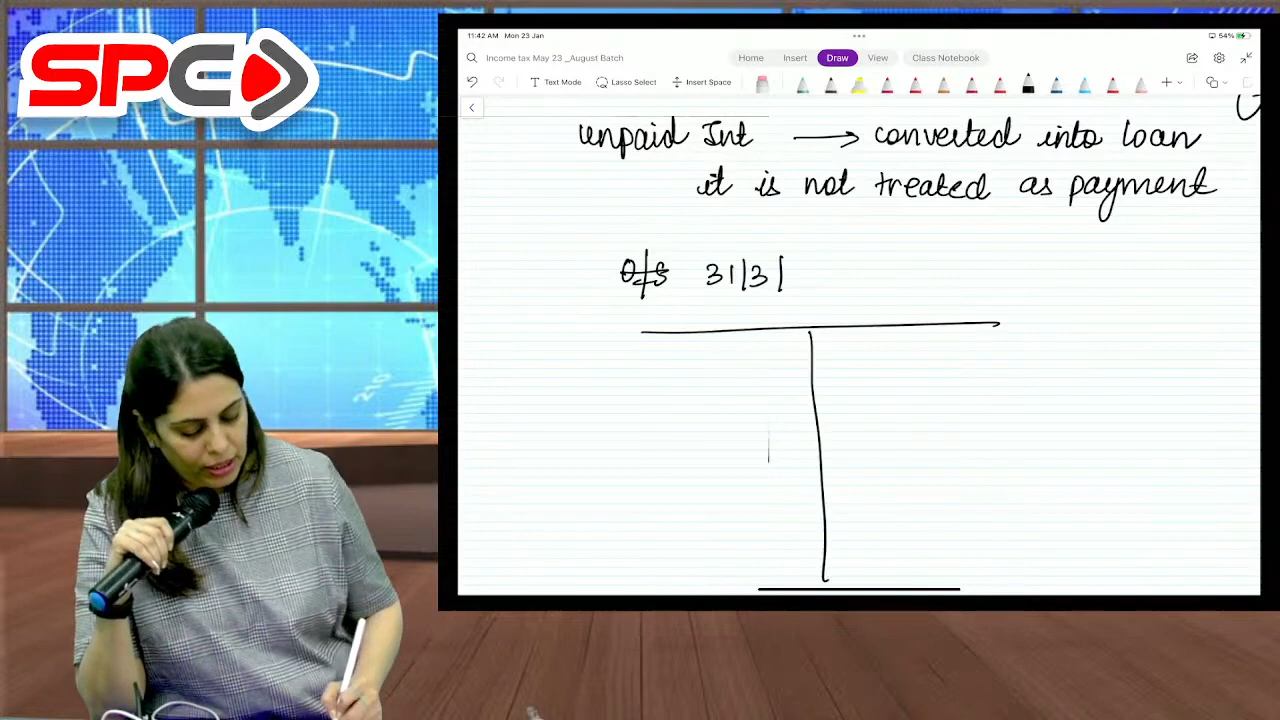 SPC
11:42 AM Mon 23 Jan
54%
Income tax May 23 _August Batch
Home Insert Draw View Class Notebook
Text Mode Lasso Select Insert Space
unpaid Int → converted into loan
it is not treated as payment
o/s 31/3/